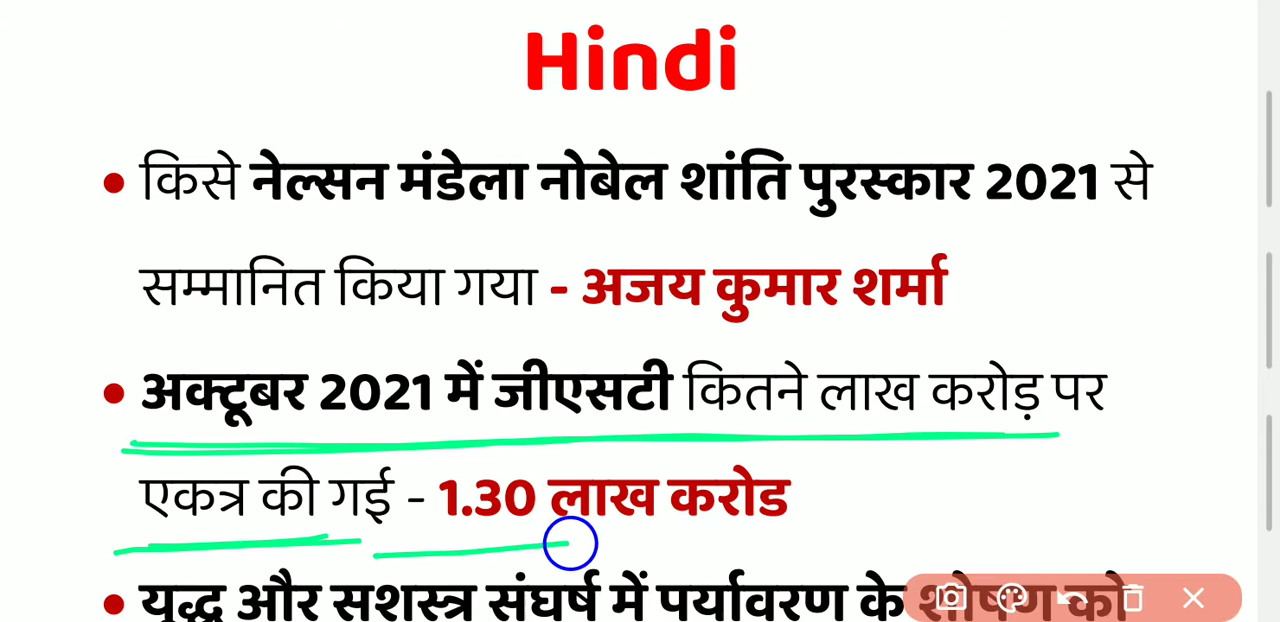 Hindi
• किसे नेल्सन मंडेला नोबेल शांति पुरस्कार 2021 से
सम्मानित किया गया - अजय कुमार शर्मा
• अक्टूबर 2021 में जीएसटी कितने लाख करोड़ पर
एकत्र की गई - 1.30 लाख करोड
• युद्ध और सशस्त्र संघर्ष में पर्यावरण के शोषण को